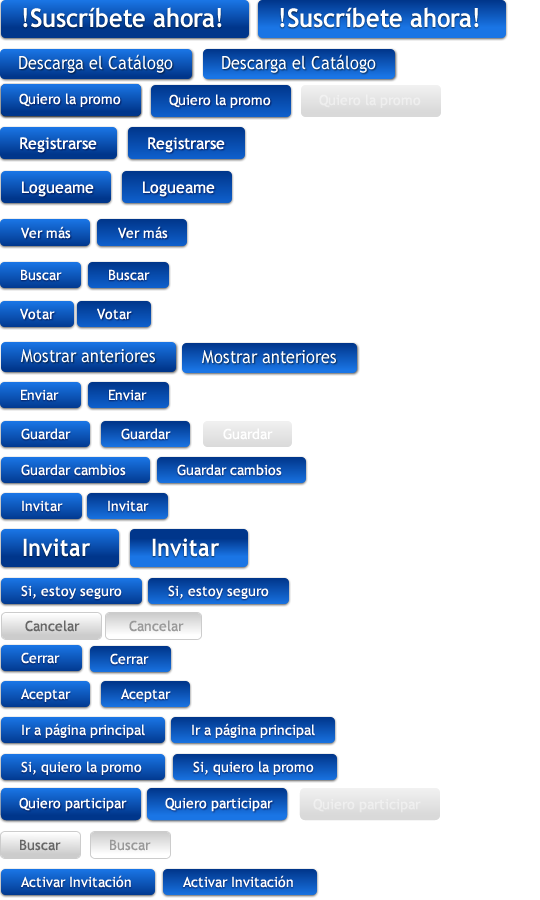 !Suscríbete ahora! !Suscríbete ahora!
Descarga el Catálogo Descarga el Catálogo
Quiero la promo Quiero la promo Quiero la promo
Registrarse Registrarse
Logueame Logueame
Ver más Ver más
Buscar Buscar
Votar Votar
Mostrar anteriores Mostrar anteriores
Enviar Enviar
Guardar Guardar Guardar
Guardar cambios Guardar cambios
Invitar Invitar
Invitar Invitar
Si, estoy seguro Si, estoy seguro
Cancelar Cancelar
Cerrar Cerrar
Aceptar Aceptar
Ir a página principal Ir a página principal
Si, quiero la promo Si, quiero la promo
Quiero participar Quiero participar Quiero participar
Buscar Buscar
Activar Invitación Activar Invitación